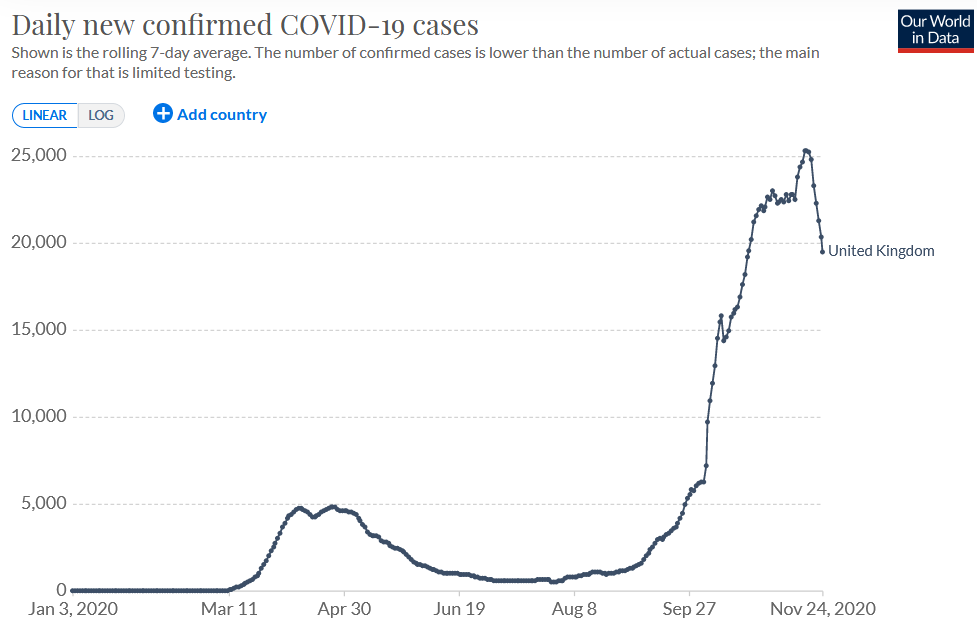 Daily new confirmed COVID-19 cases
Our World
in Data
Shown is the rolling 7-day average. The number of confirmed cases is lower than the number of actual cases; the main
reason for that is limited testing.
LINEAR LOG Add country
25,000
20,000
United Kingdom
15,000
10,000
5,000
0
Jan 3, 2020 Mar 11 Apr 30 Jun 19 Aug 8 Sep 27 Nov 24, 2020